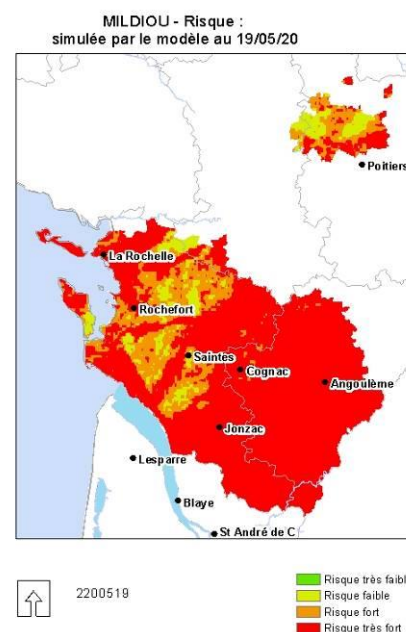 MILDIOU - Risque :
simulée par le modèle au 19/05/20
Poitiers
La Rochelle
Rochefort
Saintes
Cognac
Angoulême
Jonzac
Lesparre
Blaye
St André de C
2200519
Risque très faibl
Risque faible
Risque fort
Risque très fort